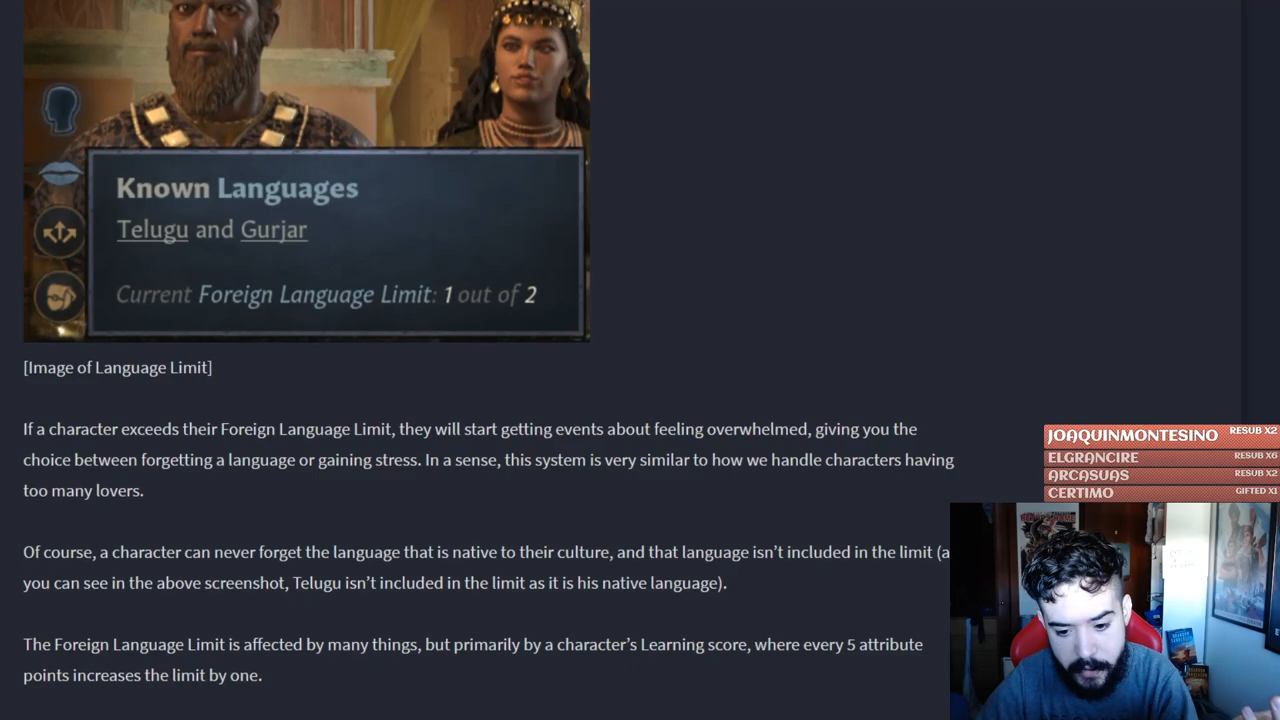 Known Languages
Telugu and Gurjar
Current Foreign Language Limit: 1 out of 2
[Image of Language Limit]
If a character exceeds their Foreign Language Limit, they will start getting events about feeling overwhelmed, giving you the
choice between forgetting a language or gaining stress. In a sense, this system is very similar to how we handle characters having
too many lovers.
Of course, a character can never forget the language that is native to their culture, and that language isn’t included in the limit (a
you can see in the above screenshot, Telugu isn’t included in the limit as it is his native language).
The Foreign Language Limit is affected by many things, but primarily by a character’s Learning score, where every 5 attribute
points increases the limit by one.
JOAQUINMONTESINO RESUB X2
ELGRANCIRE RESUB X6
ARCASUAS RESUB X2
CERTIMO GIFTED X1